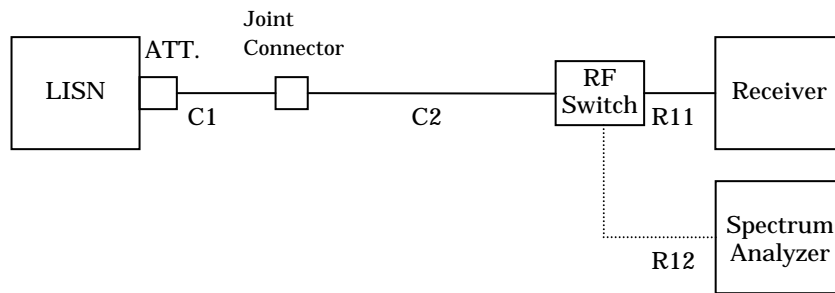 Joint
Connector
ATT.
LISN
C1
C2
RF
Switch
R11
Receiver
Spectrum
Analyzer
R12